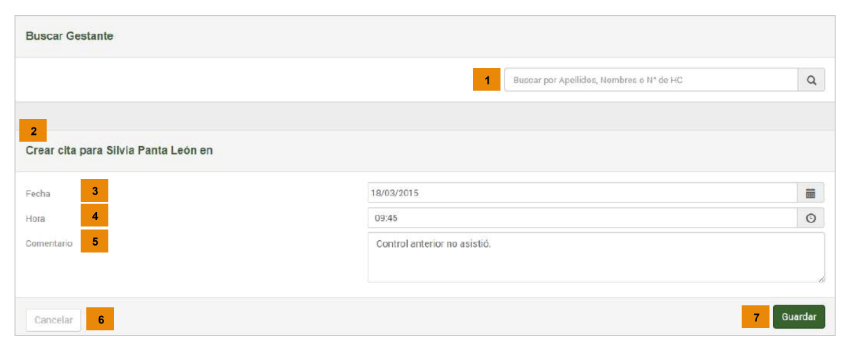 Buscar Gestante
1 Buscar por Apellidos, Nombres o N° de HC
2
Crear cita para Silvia Panta León en
Fecha 3 18/03/2015
Hora 4 09:45
Comentario 5 Control anterior no asistió.
Cancelar 6 7 Guardar